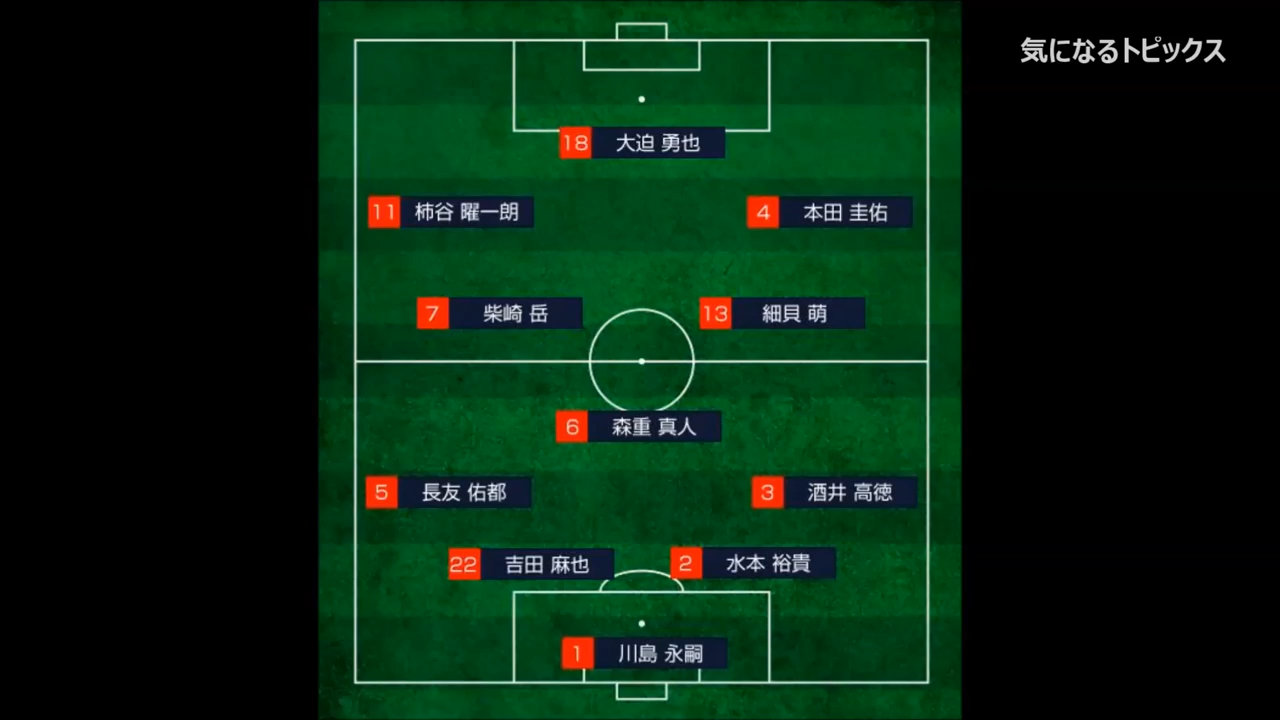 気になるトピックス
18 大迫 勇也
11 柿谷 曜一朗
4 本田 圭佑
7 柴崎 岳
13 細貝 萌
6 森重 真人
5 長友 佑都
3 酒井 高徳
22 吉田 麻也
2 水本 裕貴
1 川島 永嗣